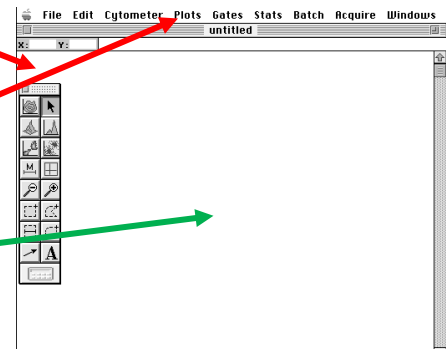 File Edit Cytometer Plots Gates Stats Batch Acquire Windows
untitled
X: Y:
M
A